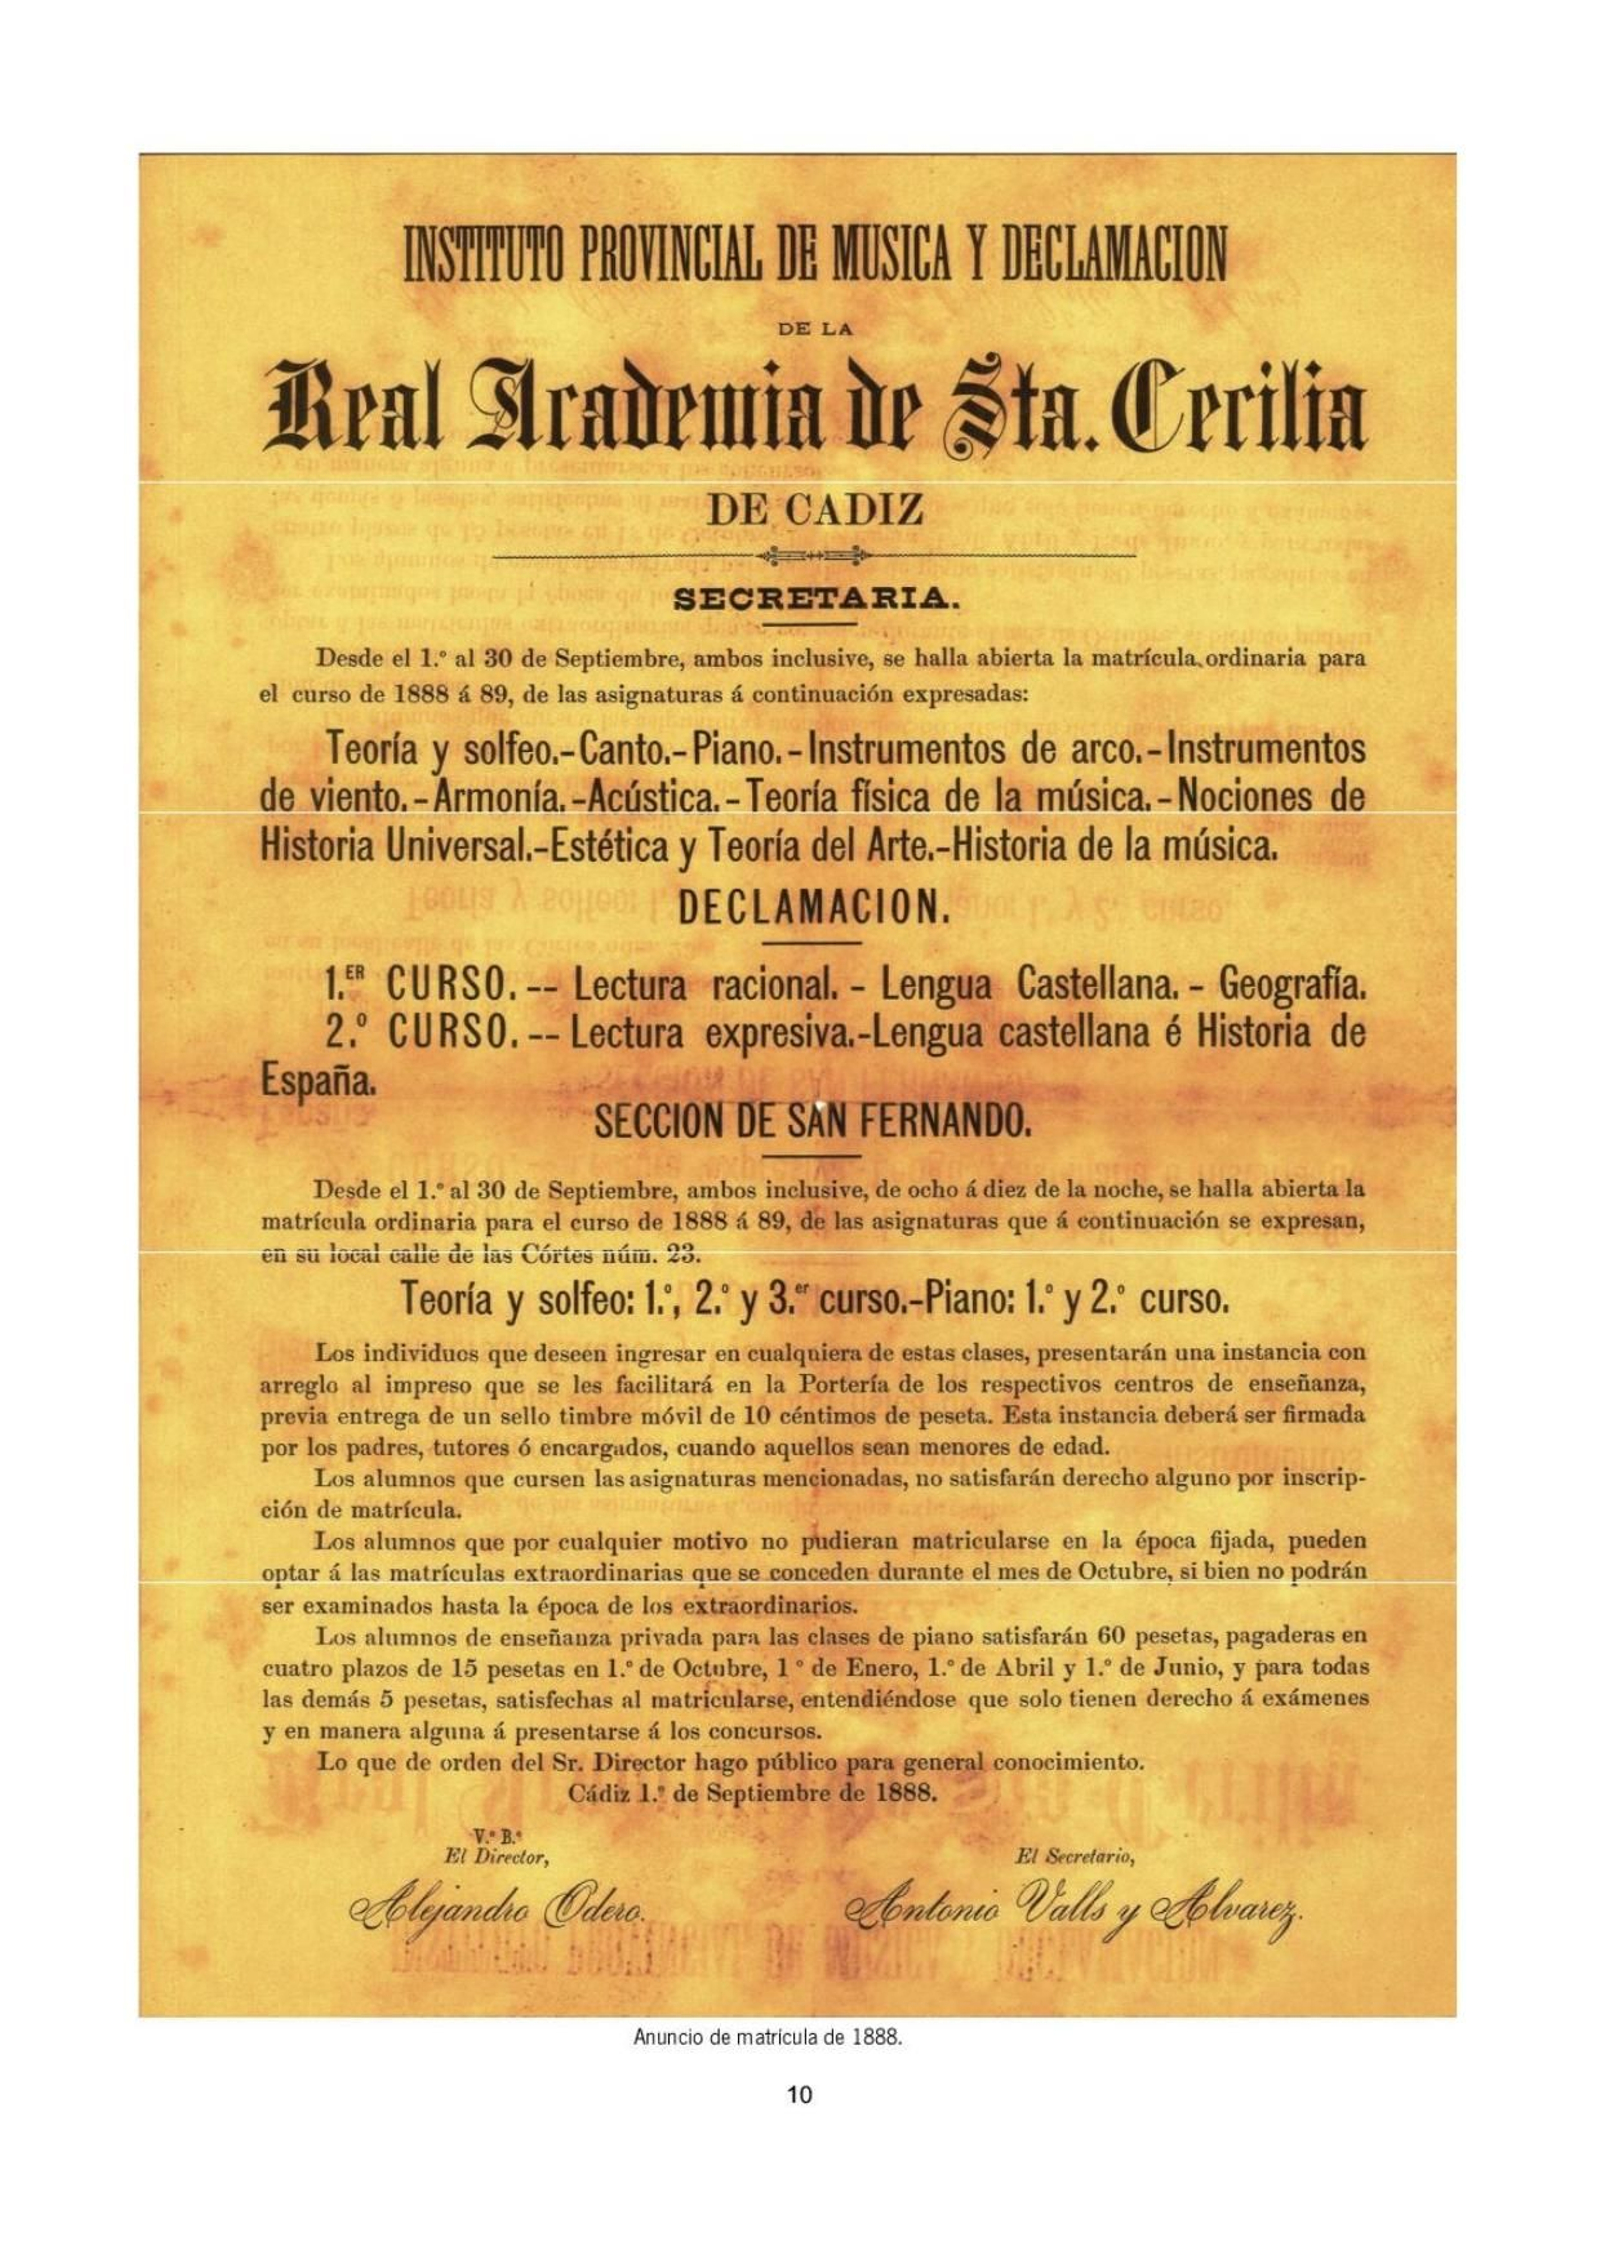 INSTITUTO PROVINCIAL DE MUSICA Y DECLAMACION
DE LA
Real Academia de Sta. Cecilia
DE CADIZ
SECRETARIA.
Desde el 1.º al 30 de Septiembre, ambos inclusive, se halla abierta la matrícula ordinaria para
el curso de 1888 á 89, de las asignaturas á continuación expresadas:
Teoría y solfeo.-Canto.-Piano.-Instrumentos de arco.-Instrumentos
de viento.-Armonía.-Acústica.-Teoría física de la música.-Nociones de
Historia Universal.-Estética y Teoría del Arte.-Historia de la música.
DECLAMACION.
1.ER CURSO. -- Lectura racional. - Lengua Castellana. - Geografía.
2.º CURSO. -- Lectura expresiva.-Lengua castellana é Historia de
España.
SECCION DE SAN FERNANDO.
Desde el 1.º al 30 de Septiembre, ambos inclusive, de ocho á diez de la noche, se halla abierta la
matrícula ordinaria para el curso de 1888 á 89, de las asignaturas que á continuación se expresan,
en su local calle de las Córtes núm. 23.
Teoría y solfeo: 1.º, 2.º y 3.er curso.-Piano: 1.º y 2.º curso.
Los individuos que deseen ingresar en cualquiera de estas clases, presentarán una instancia con
arreglo al impreso que se les facilitará en la Portería de los respectivos centros de enseñanza,
previa entrega de un sello timbre móvil de 10 céntimos de peseta. Esta instancia deberá ser firmada
por los padres, tutores ó encargados, cuando aquellos sean menores de edad.
Los alumnos que cursen las asignaturas mencionadas, no satisfarán derecho alguno por inscrip-
ción de matrícula.
Los alumnos que por cualquier motivo no pudieran matricularse en la época fijada, pueden
optar á las matrículas extraordinarias que se conceden durante el mes de Octubre, si bien no podrán
ser examinados hasta la época de los extraordinarios.
Los alumnos de enseñanza privada para las clases de piano satisfarán 60 pesetas, pagaderas en
cuatro plazos de 15 pesetas en 1.º de Octubre, 1 º de Enero, 1.º de Abril y 1.º de Junio, y para todas
las demás 5 pesetas, satisfechas al matricularse, entendiéndose que solo tienen derecho á exámenes
y en manera alguna á presentarse á los concursos.
Lo que de orden del Sr. Director hago público para general conocimiento.
Cádiz 1.º de Septiembre de 1888.
V.º B.º
El Director,
El Secretario,
Alejandro Odero.
Antonio Valls y Alvarez.
Anuncio de matrícula de 1888.
10